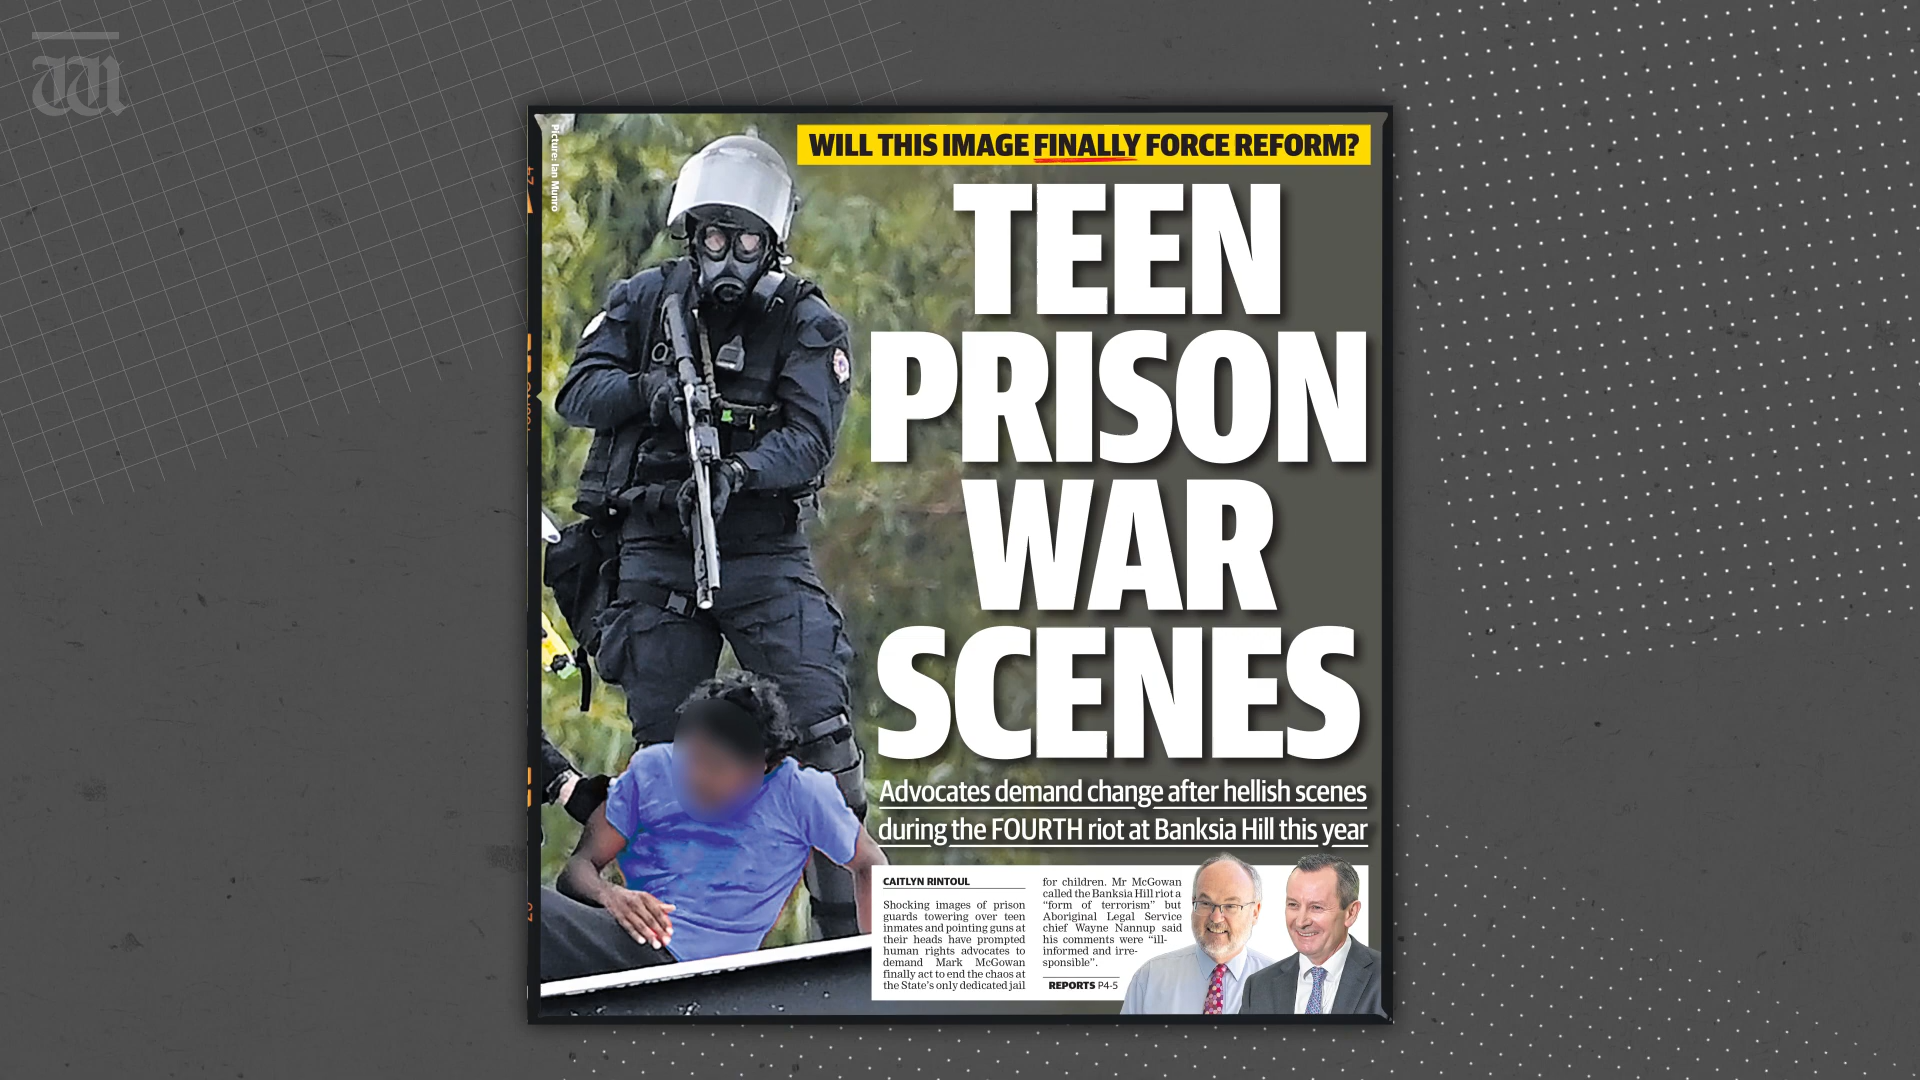 W
Picture: Ian Munro
WILL THIS IMAGE FINALLY FORCE REFORM?
TEEN
PRISON
WAR
SCENES
Advocates demand change after hellish scenes
during the FOURTH riot at Banksia Hill this year
CAITLYN RINTOUL
Shocking images of prison
guards towering over teen
inmates and pointing guns at
their heads have prompted
human rights advocates to
demand Mark McGowan
finally act to end the chaos at
the State's only dedicated jail
for children. Mr McGowan
called the Banksia Hill riot a
“form of terrorism” but
Aboriginal Legal Service
chief Wayne Nannup said
his comments were “ill-
informed and irre-
sponsible”.
REPORTS P4-5